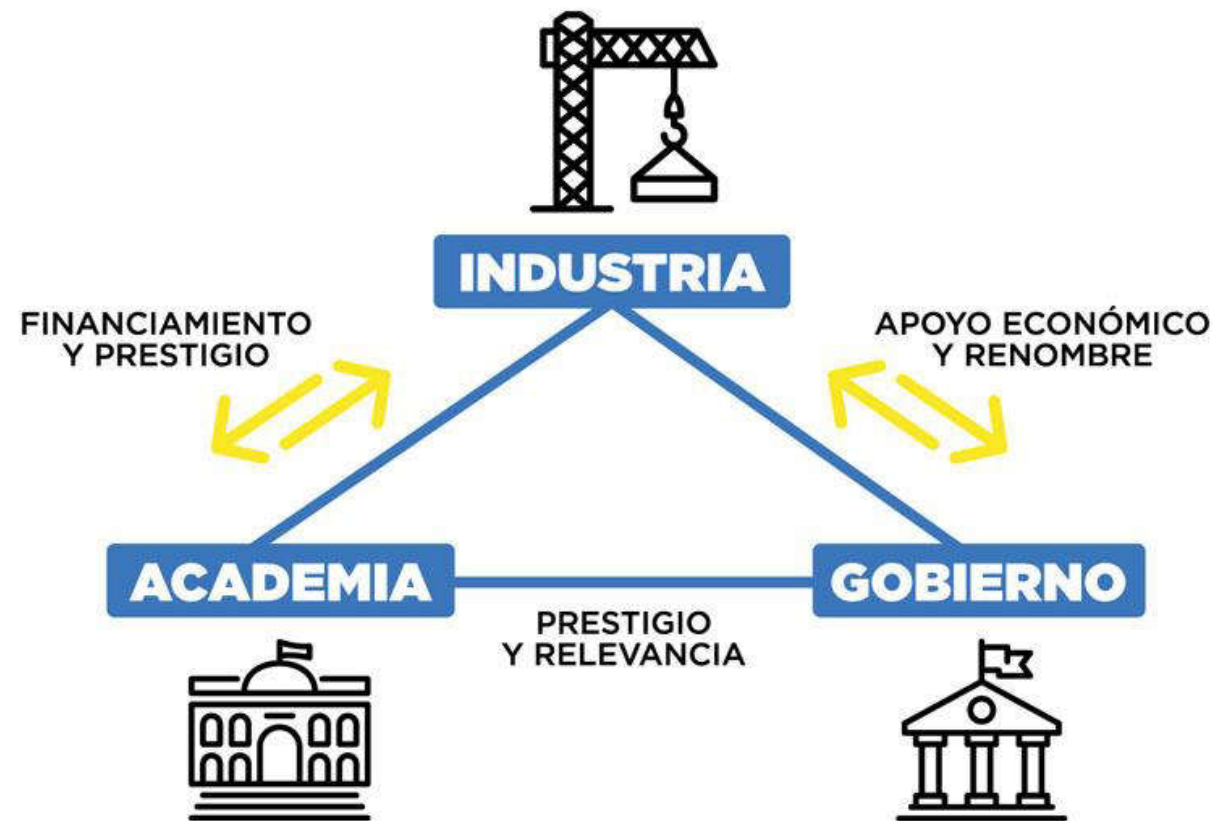 INDUSTRIA
FINANCIAMIENTO
Y PRESTIGIO
APOYO ECONÓMICO
Y RENOMBRE
ACADEMIA
GOBIERNO
PRESTIGIO
Y RELEVANCIA